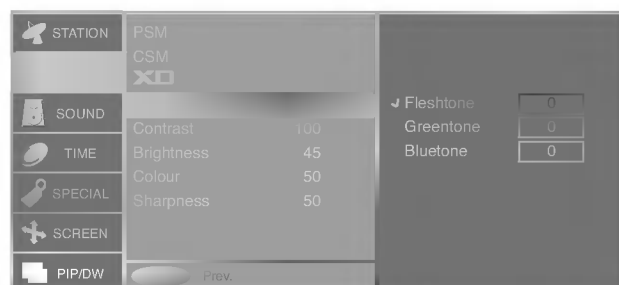 STATION
PSM
CSM
XD
SOUND
TIME
SPECIAL
SCREEN
PIP/DW
Contrast 100
Brightness 45
Colour 50
Sharpness 50
Prev.
Fleshtone 0
Greentone 0
Bluetone 0